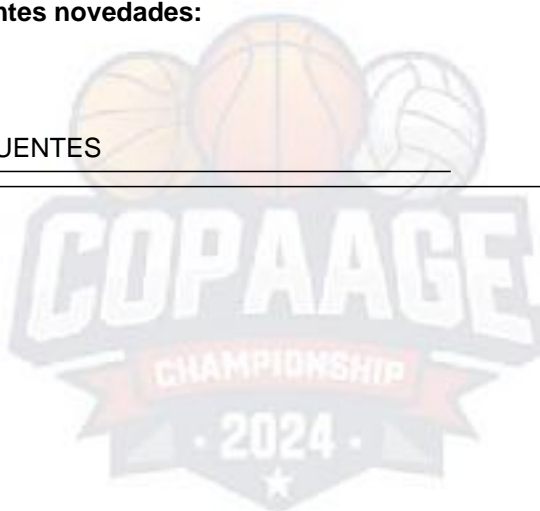 ntes novedades:
UENTES
COPAAGE
CHAMPIONSHIP
· 2024 ·